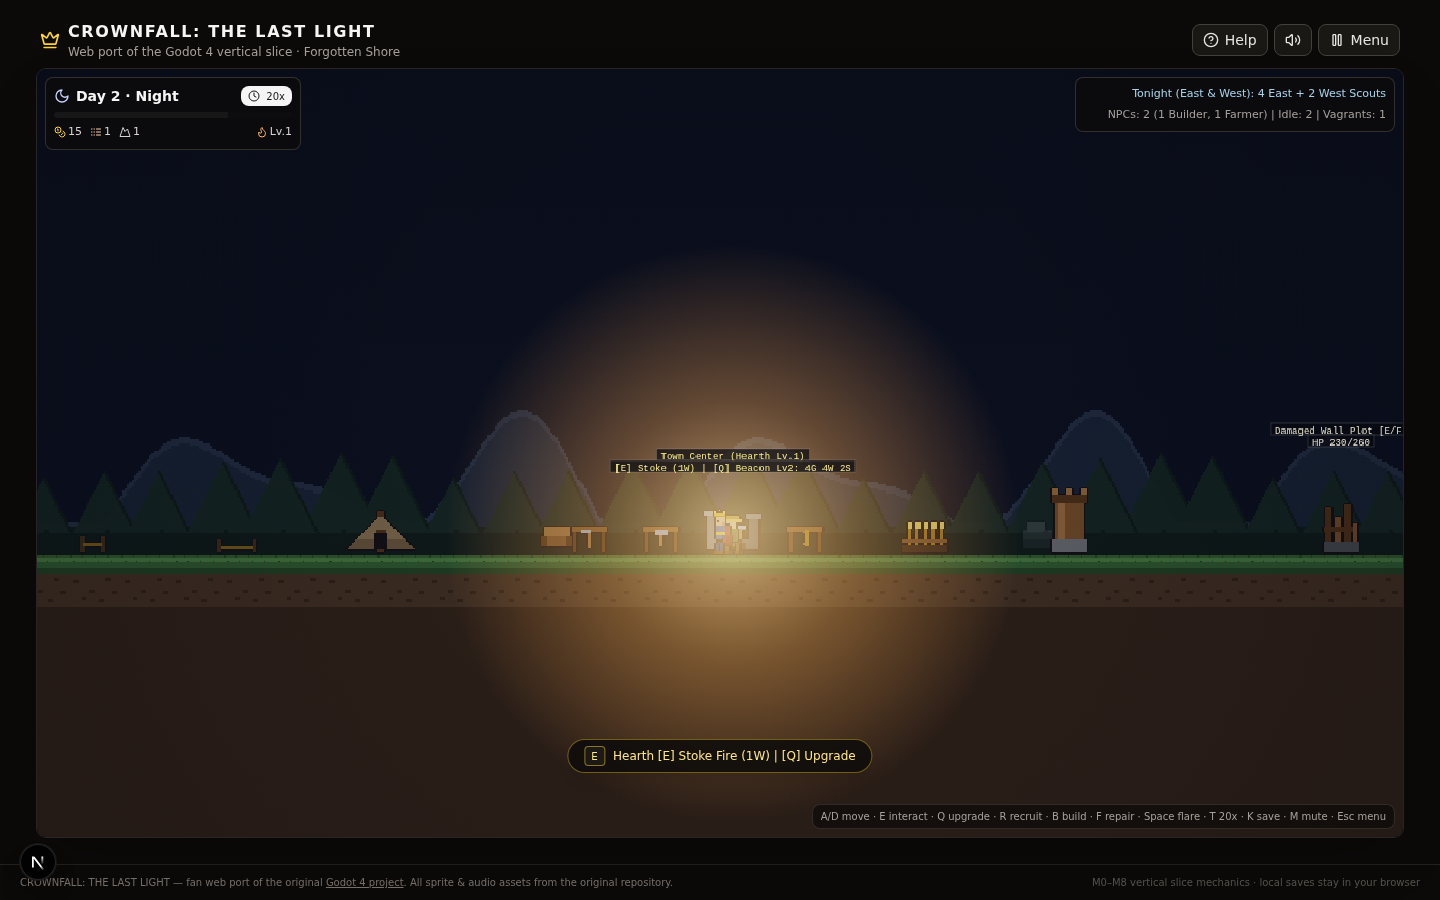 CROWNFALL: THE LAST LIGHT
Web port of the Godot 4 vertical slice · Forgotten Shore
Help
Menu
Day 2 · Night
20x
15 1 1 Lv.1
Tonight (East & West): 4 East + 2 West Scouts
NPCs: 2 (1 Builder, 1 Farmer) | Idle: 2 | Vagrants: 1
Damaged Wall Plot [E/F
HP 230/260
Town Center (Hearth Lv.1)
[E] Stoke (1W) | [Q] Beacon Lv2: 4G 4W 2S
E Hearth [E] Stoke Fire (1W) | [Q] Upgrade
A/D move · E interact · Q upgrade · R recruit · B build · F repair · Space flare · T 20x · K save · M mute · Esc menu
N
CROWNFALL: THE LAST LIGHT — fan web port of the original Godot 4 project. All sprite & audio assets from the original repository.
M0–M8 vertical slice mechanics · local saves stay in your browser